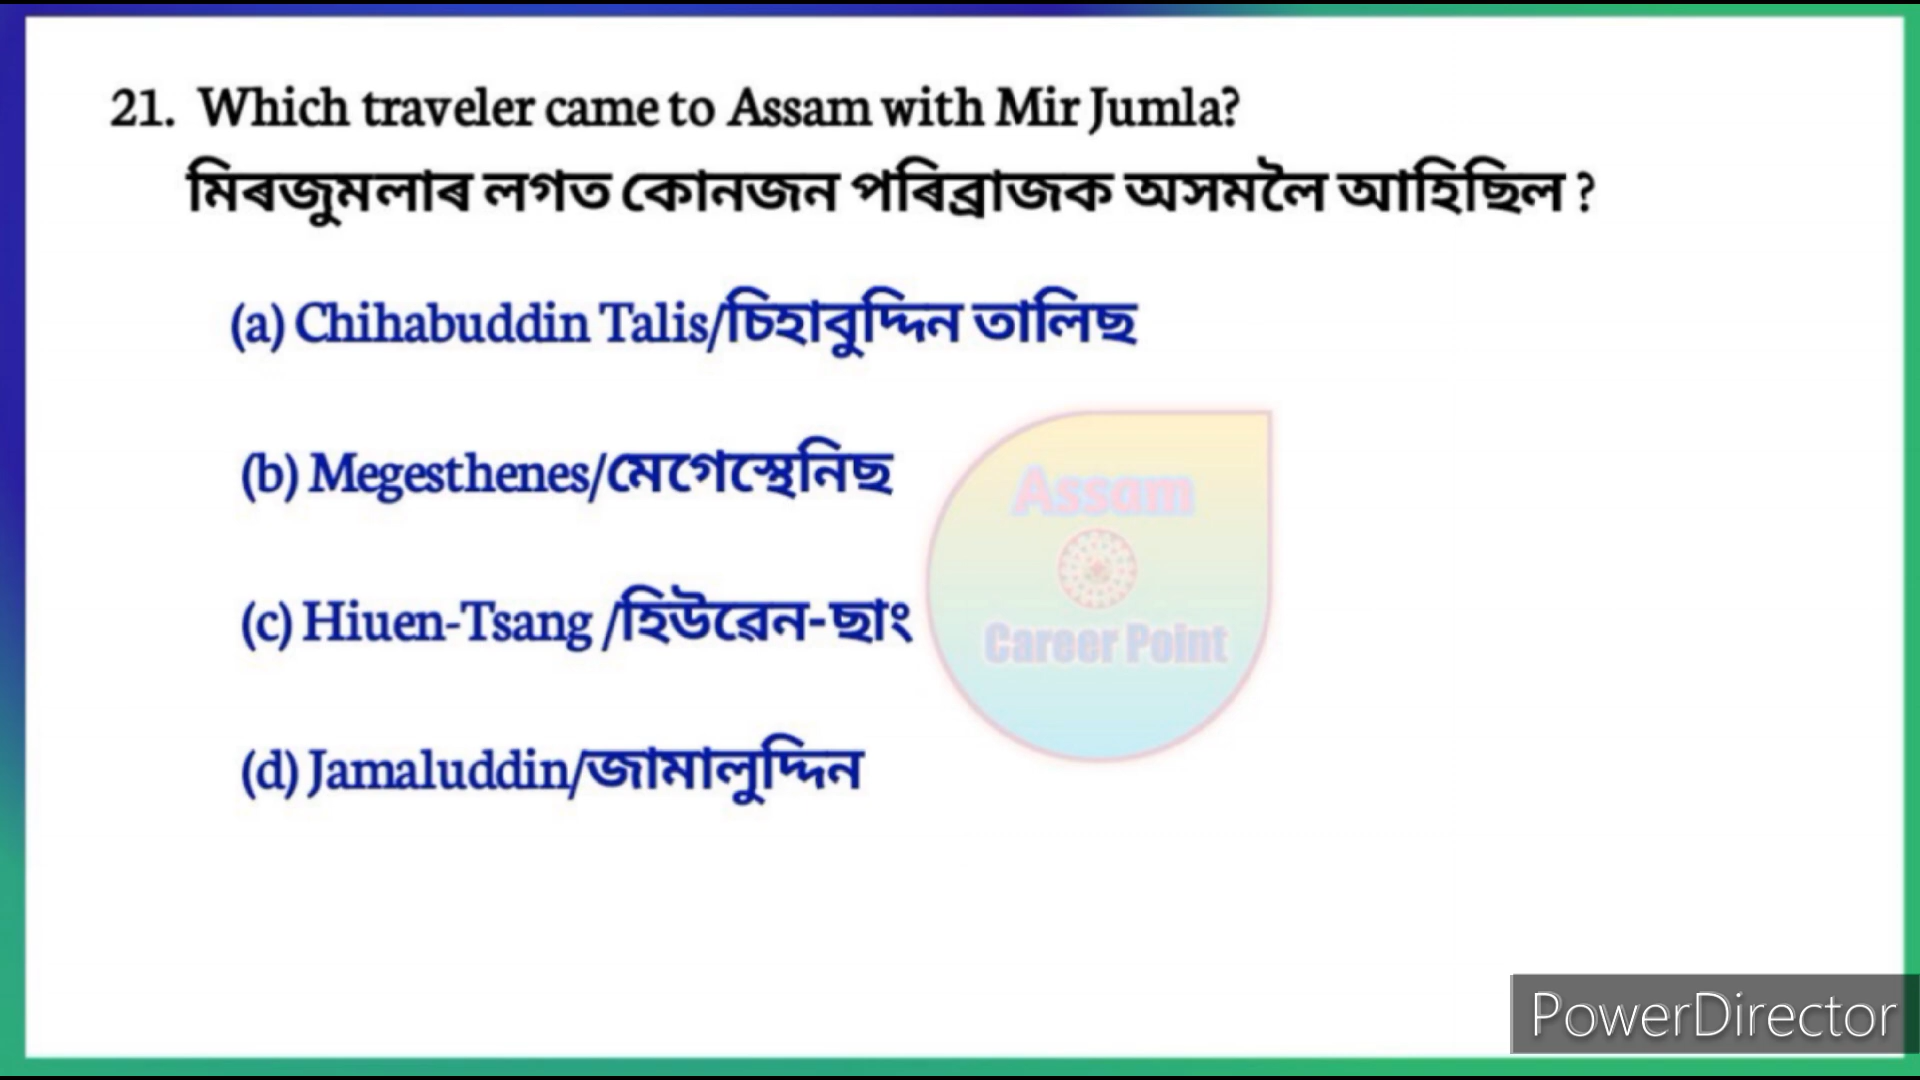 21. Which traveler came to Assam with Mir Jumla?
মিৰজুমলাৰ লগত কোনজন পৰিব্ৰাজক অসমলৈ আহিছিল ?
(a) Chihabuddin Talis/চিহাবুদ্দিন তালিছ
(b) Megesthenes/মেগেস্থেনিছ
(c) Hiuen-Tsang /হিউৱেন-ছাং
(d) Jamaluddin/জামালুদ্দিন
Assam
Career Point
PowerDirector